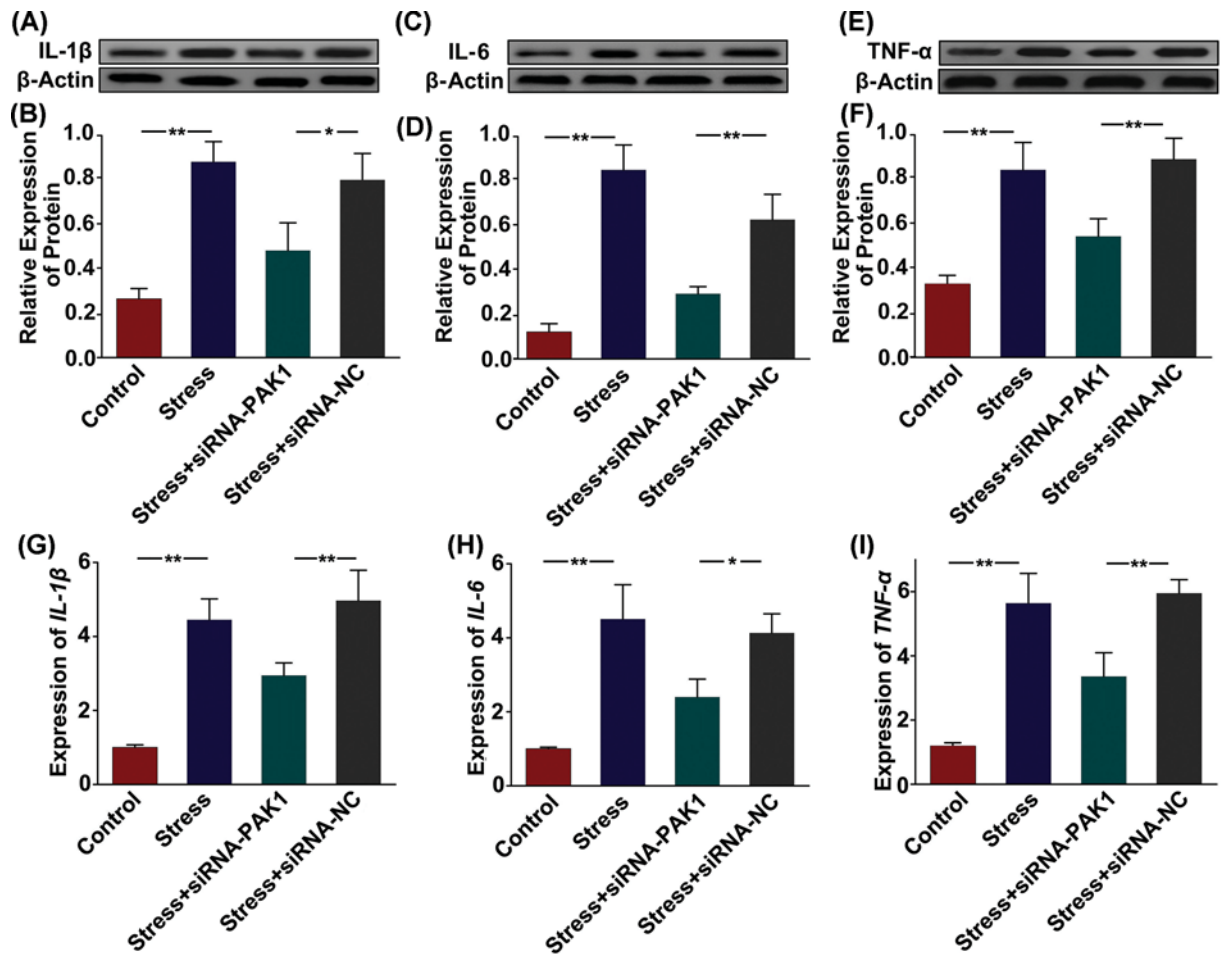 (A)
IL-1β
β-Actin
(B)
Relative Expression
of Protein
1.0
0.8
0.6
0.4
0.2
0.0
**
*
Control
Stress
Stress+siRNA-PAK1
Stress+siRNA-NC
(C)
IL-6
β-Actin
(D)
Relative Expression
of Protein
1.0
0.8
0.6
0.4
0.2
0.0
**
**
Control
Stress
Stress+siRNA-PAK1
Stress+siRNA-NC
(E)
TNF-α
β-Actin
(F)
Relative Expression
of Protein
1.0
0.8
0.6
0.4
0.2
0.0
**
**
Control
Stress
Stress+siRNA-PAK1
Stress+siRNA-NC
(G)
Expression of IL-1β
6
4
2
0
**
**
Control
Stress
Stress+siRNA-PAK1
Stress+siRNA-NC
(H)
Expression of IL-6
6
4
2
0
**
*
Control
Stress
Stress+siRNA-PAK1
Stress+siRNA-NC
(I)
Expression of TNF-α
6
4
2
0
**
**
Control
Stress
Stress+siRNA-PAK1
Stress+siRNA-NC